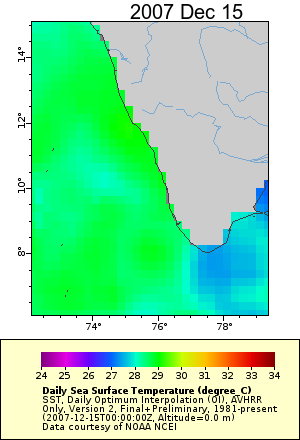 2007 Dec 15
14°
12°
10°
8°
74°
76°
78°
24 25 26 27 28 29 30 31 32 33 34
Daily Sea Surface Temperature (degree_C)
SST, Daily Optimum Interpolation (OI), AVHRR
Only, Version 2, Final+Preliminary, 1981-present
(2007-12-15T00:00:00Z, Altitude=0.0 m)
Data courtesy of NOAA NCEI